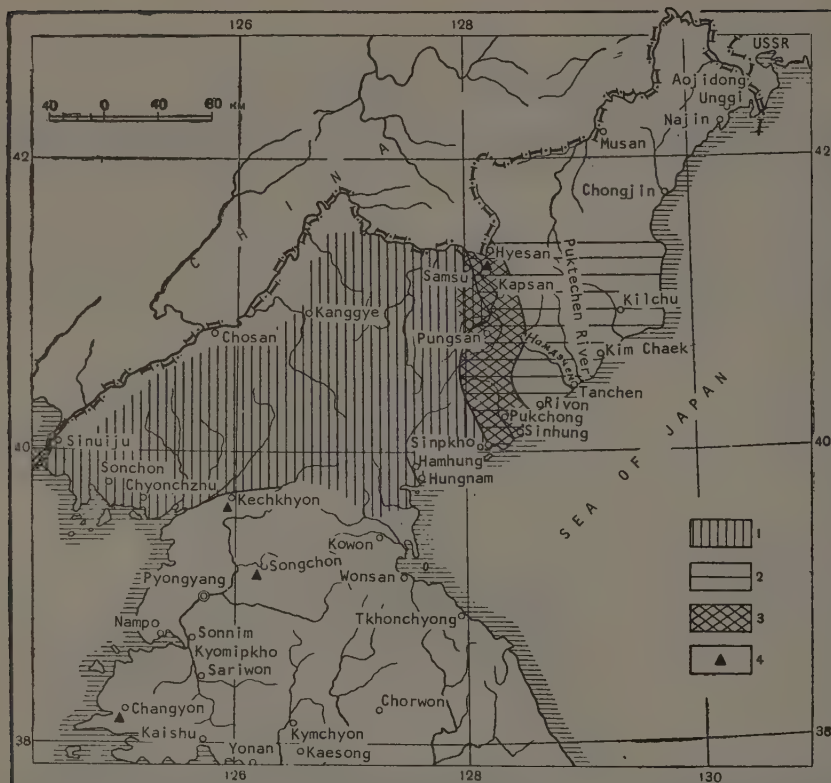 126
128
40 0 40 80 КМ
USSR
Aojidong
Unggi
Najin
42
Musan
42
Chongjin
CHINA
Hyesan
Samsu
Kapsan
Puktechen River
Kanggye
Kilchu
Chosan
Pungsan
Kim Chaek
Tanchen
Rivon
Pukchong
Sinuiju
Sinpkho
Sinhung
40
40
Sonchon
Hamhung
Chyonchzhu
Hungnam
SEA OF JAPAN
Kechkhyon
1
Kowon
2
Songchon
Pyongyang
Wonsan
3
Nampo
Tkhonchyong
Sonnim
4
Kyomipkho
Sariwon
Changyon
Chorwon
Kaishu
Kymchyon
38
38
Yonan
Kaesong
126
128
130